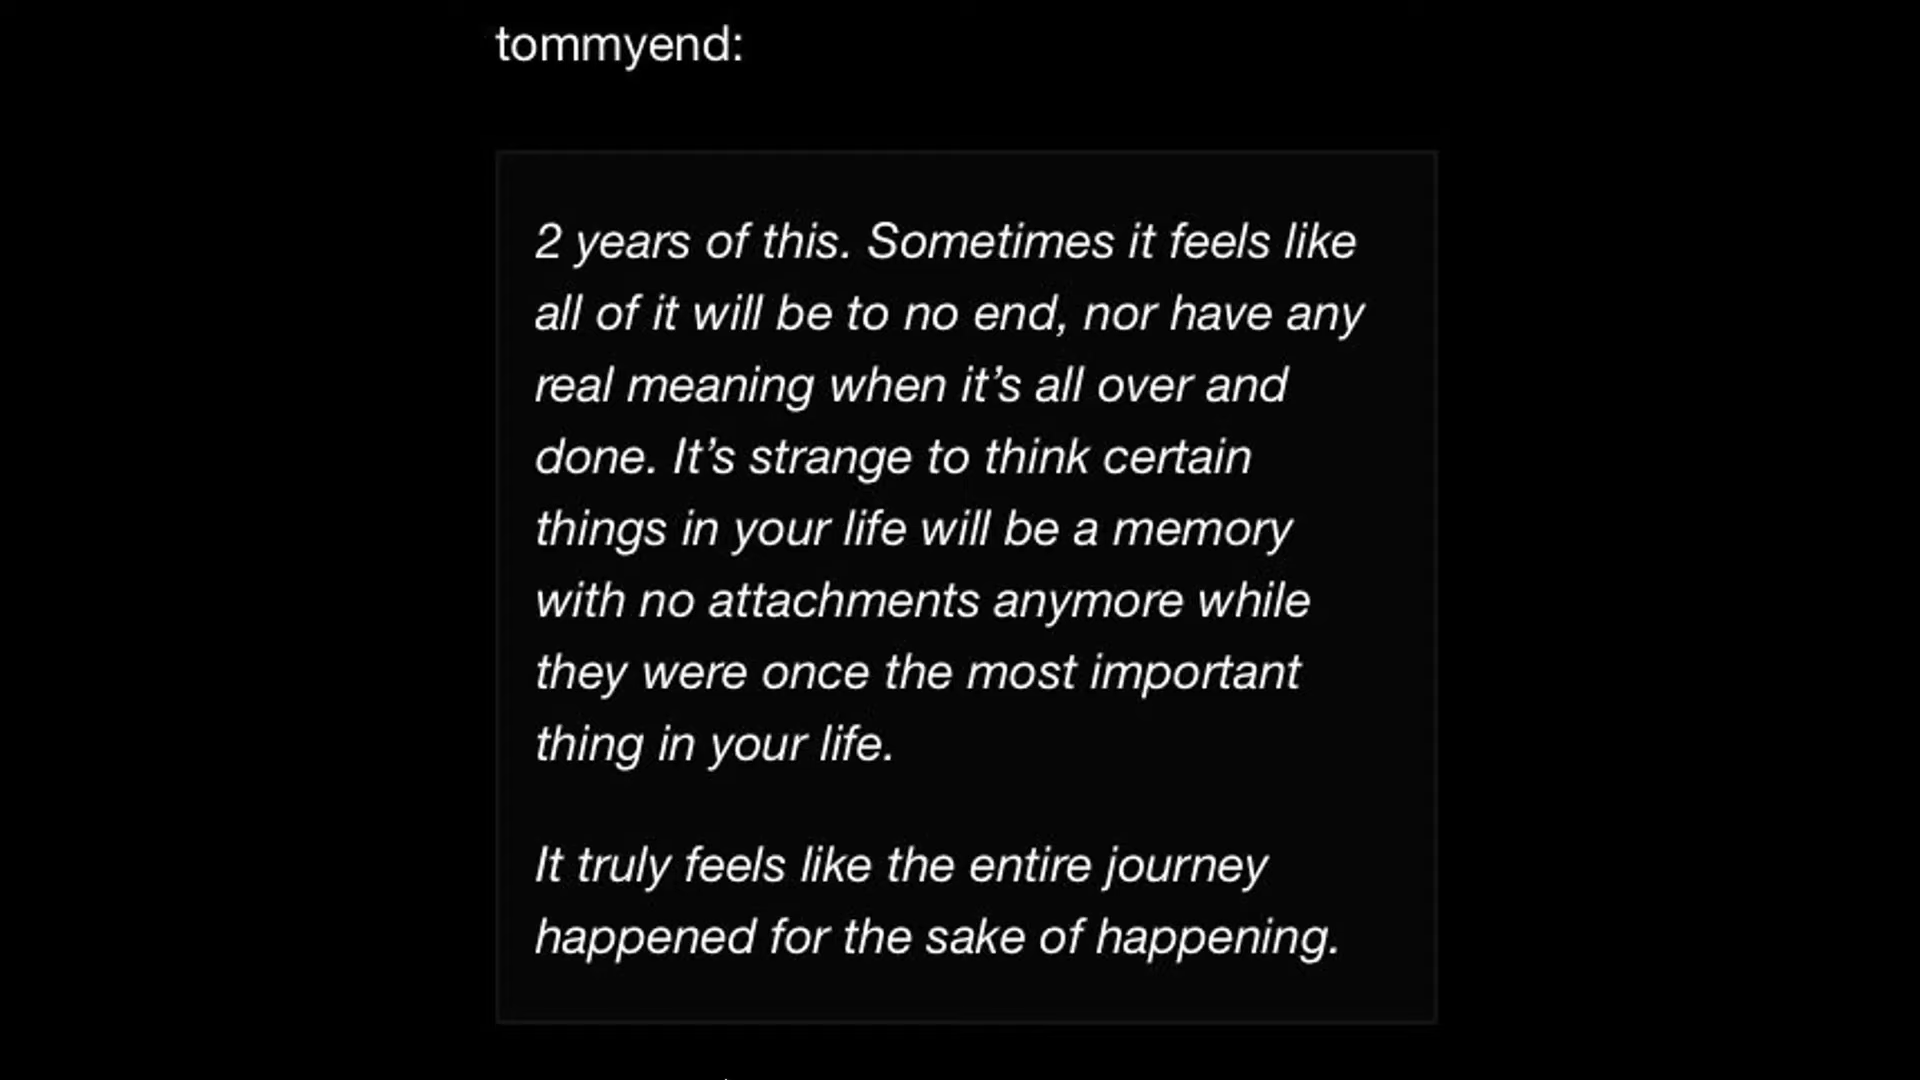 tommyend:
2 years of this. Sometimes it feels like
all of it will be to no end, nor have any
real meaning when it’s all over and
done. It’s strange to think certain
things in your life will be a memory
with no attachments anymore while
they were once the most important
thing in your life.
It truly feels like the entire journey
happened for the sake of happening.